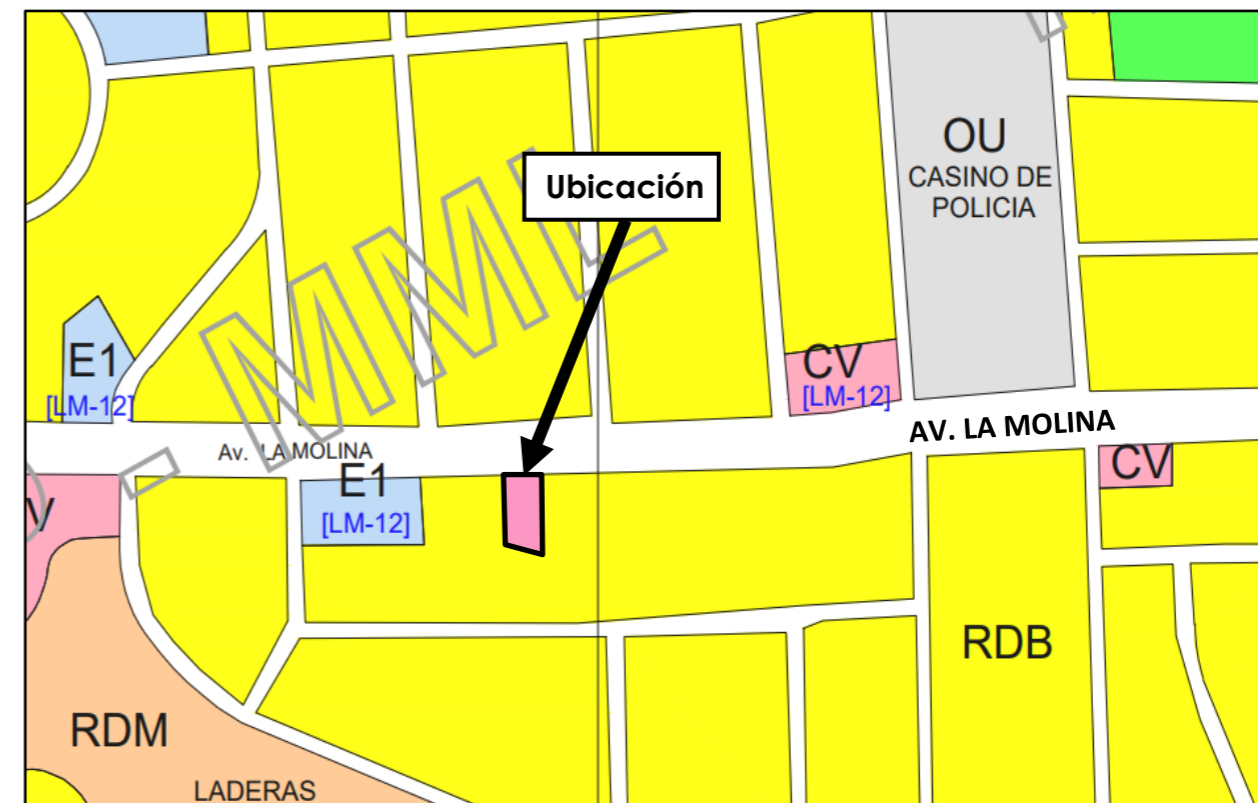 OU
CASINO DE
POLICIA
Ubicación
MML
E1
[LM-12]
CV
[LM-12]
AV. LA MOLINA
Av. LA MOLINA
E1
[LM-12]
CV
V
RDB
RDM
LADERAS